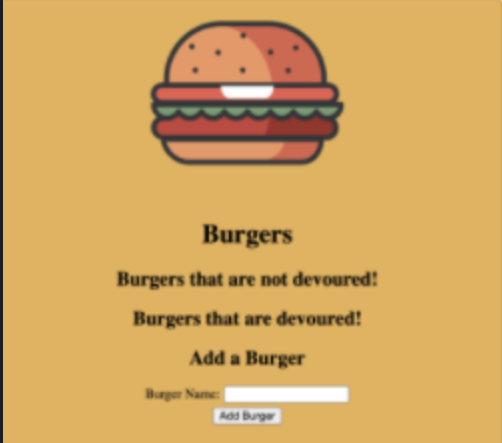 Burgers
Burgers that are not devoured!
Burgers that are devoured!
Add a Burger
Burger Name:
Add Burger